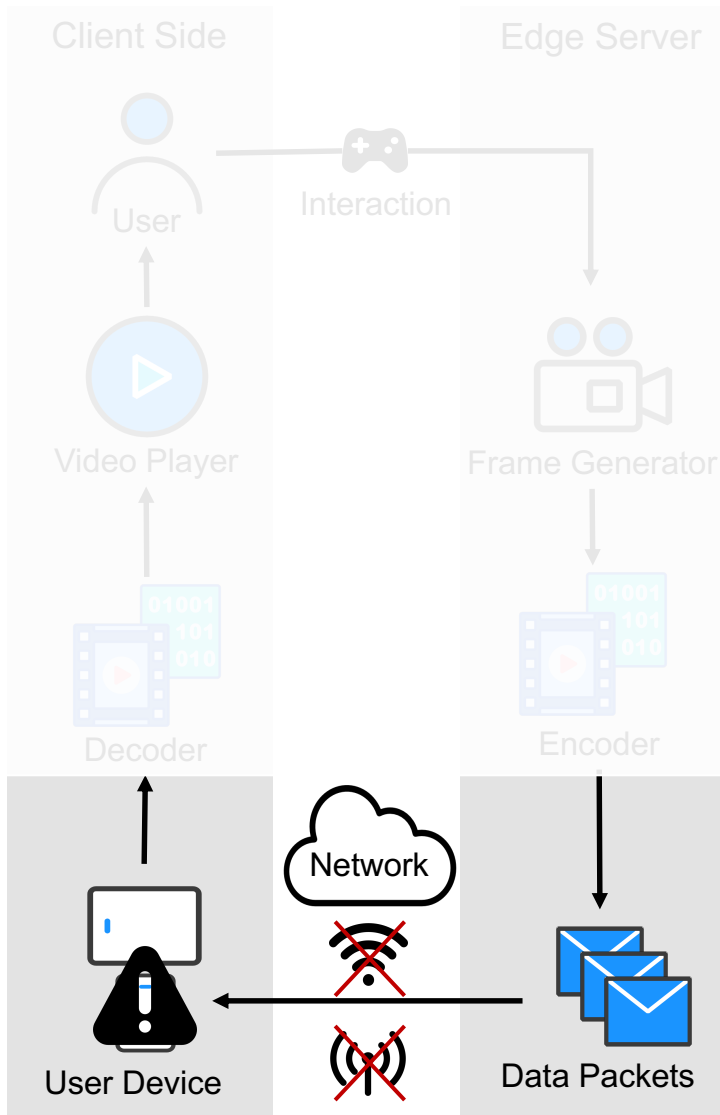 Client Side
Edge Server
User
Interaction
Video Player
Frame Generator
01001
101
010
01001
101
010
Decoder
Encoder
Network
User Device
Data Packets